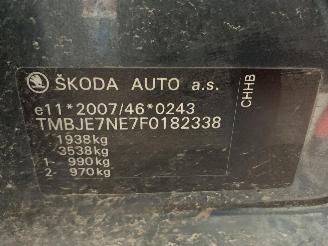 ŠKODA AUTO a.s.
e11*2007/46*0243
TMBJE7NE7F0182338
1938kg
3538kg
1- 990kg
2- 970kg
CHHB